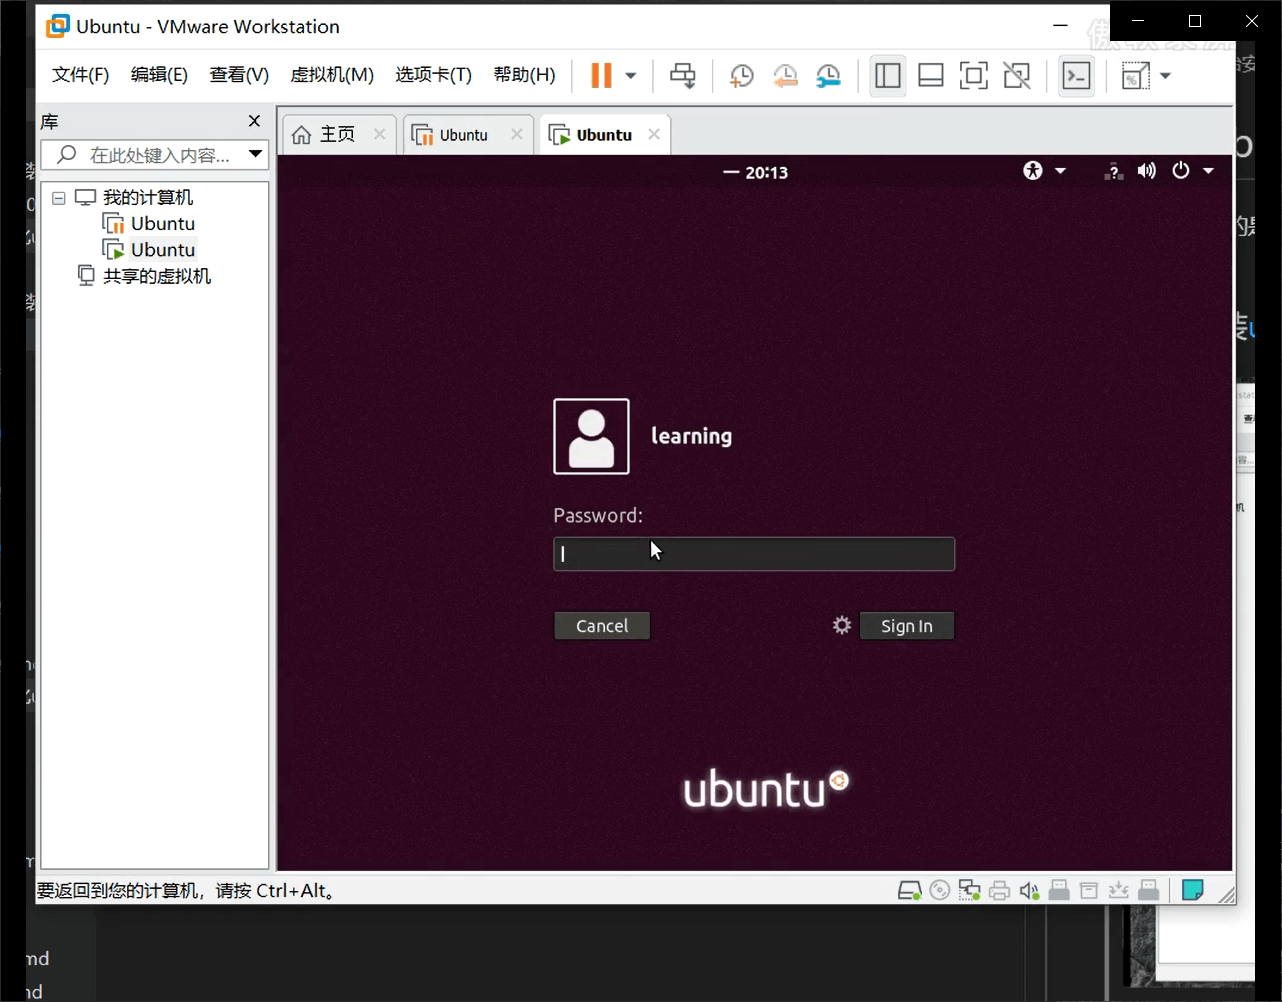 Ubuntu - VMware Workstation
文件(F) 编辑(E) 查看(V) 虚拟机(M) 选项卡(T) 帮助(H)
库
主页 Ubuntu Ubuntu
在此处键入内容...
一 20:13
我的计算机
Ubuntu
Ubuntu
共享的虚拟机
learning
Password:
Cancel
Sign In
ubuntu
要返回到您的计算机，请按 Ctrl+Alt。
md